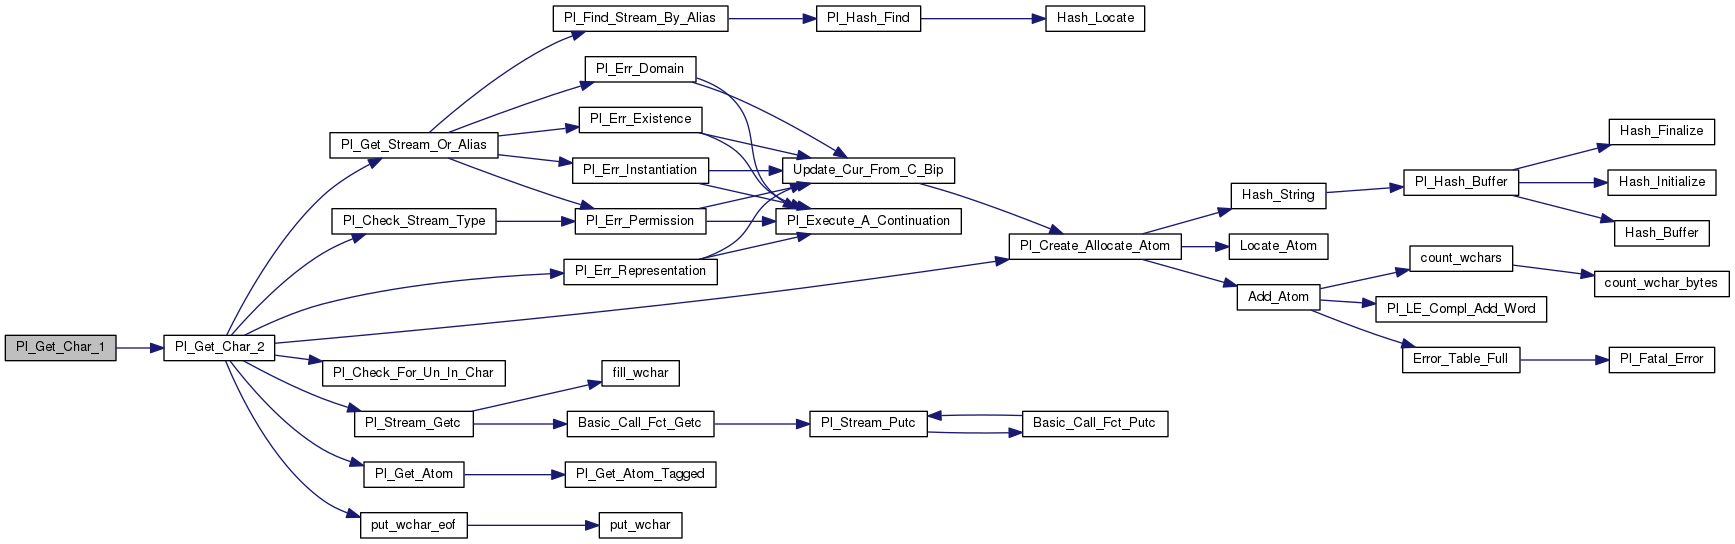 Pl_Get_Char_1
Pl_Get_Char_2
Pl_Get_Stream_Or_Alias
Pl_Check_Stream_Type
Pl_Check_For_Un_In_Char
Pl_Stream_Getc
Pl_Get_Atom
put_wchar_eof
Pl_Find_Stream_By_Alias
Pl_Err_Domain
Pl_Err_Existence
Pl_Err_Instantiation
Pl_Err_Permission
Pl_Err_Representation
fill_wchar
Basic_Call_Fct_Getc
Pl_Get_Atom_Tagged
put_wchar
Pl_Hash_Find
Update_Cur_From_C_Bip
Pl_Execute_A_Continuation
Pl_Stream_Putc
Hash_Locate
Pl_Create_Allocate_Atom
Basic_Call_Fct_Putc
Hash_String
Locate_Atom
Add_Atom
Pl_Hash_Buffer
count_wchars
Pl_LE_Compl_Add_Word
Error_Table_Full
Hash_Finalize
Hash_Initialize
Hash_Buffer
count_wchar_bytes
Pl_Fatal_Error